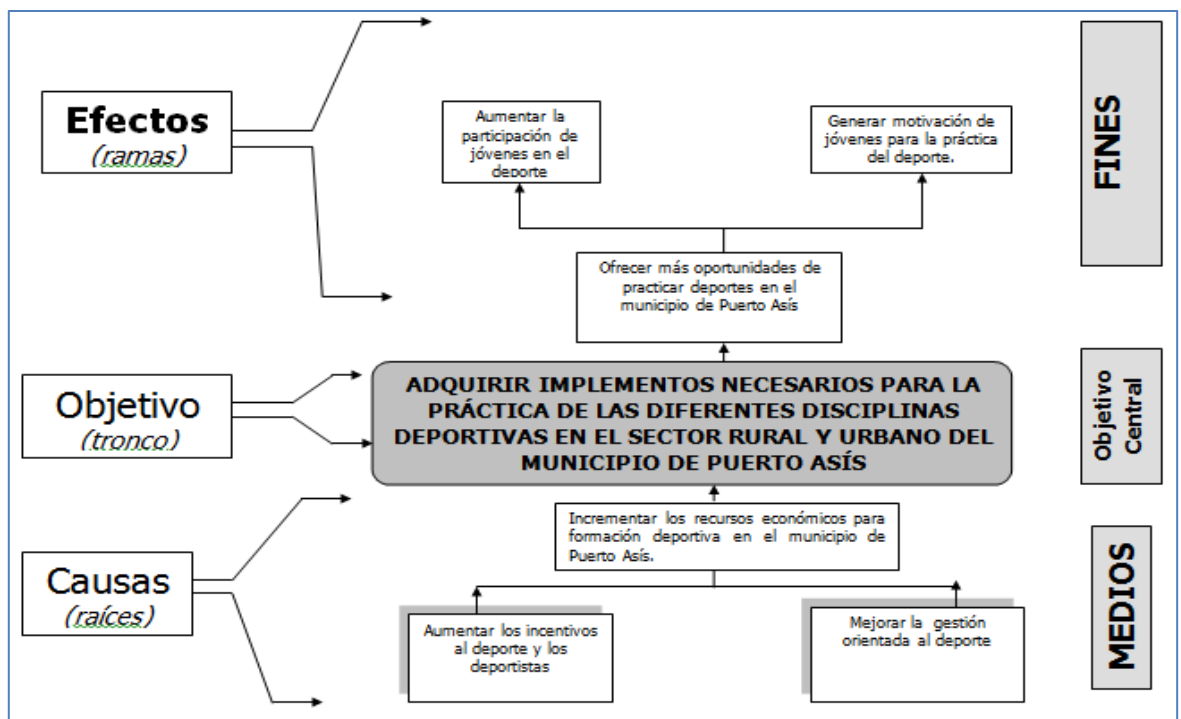 Efectos
(ramas)
Aumentar la
participación de
jóvenes en el
deporte
Generar motivación de
jóvenes para la práctica
del deporte.
FINES
Ofrecer más oportunidades de
practicar deportes en el
municipio de Puerto Asís
Objetivo
(tronco)
ADQUIRIR IMPLEMENTOS NECESARIOS PARA LA
PRÁCTICA DE LAS DIFERENTES DISCIPLINAS
DEPORTIVAS EN EL SECTOR RURAL Y URBANO DEL
MUNICIPIO DE PUERTO ASÍS
Objetivo
Central
Incrementar los recursos económicos para
formación deportiva en el municipio de
Puerto Asís.
Causas
(raíces)
Aumentar los incentivos
al deporte y los
deportistas
Mejorar la gestión
orientada al deporte
MEDIOS